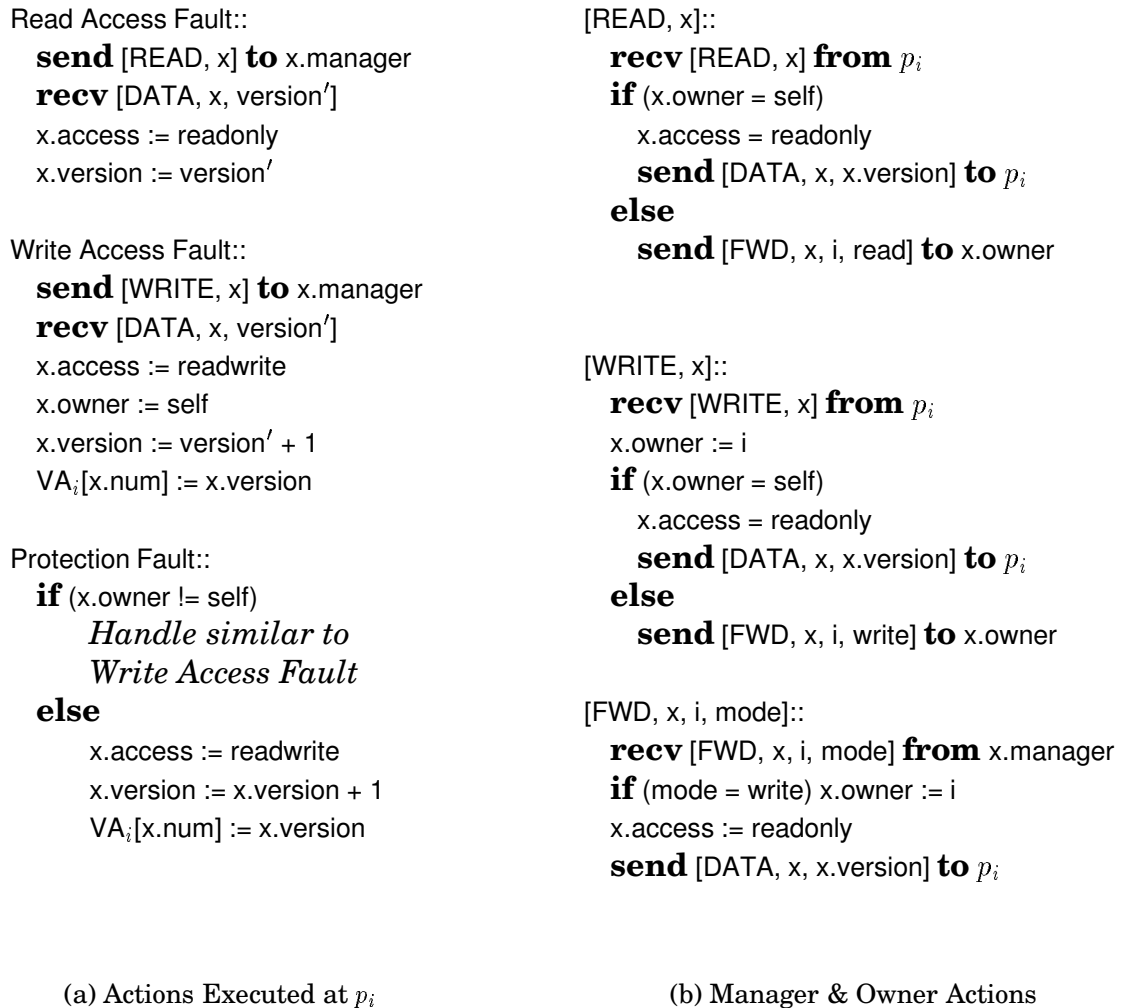 Read Access Fault::
send [READ, x] to x.manager
recv [DATA, x, version′]
x.access := readonly
x.version := version′
Write Access Fault::
send [WRITE, x] to x.manager
recv [DATA, x, version′]
x.access := readwrite
x.owner := self
x.version := version′ + 1
VAi[x.num] := x.version
Protection Fault::
if (x.owner != self)
Handle similar to
Write Access Fault
else
x.access := readwrite
x.version := x.version + 1
VAi[x.num] := x.version
(a) Actions Executed at pi
[READ, x]::
recv [READ, x] from pi
if (x.owner = self)
x.access = readonly
send [DATA, x, x.version] to pi
else
send [FWD, x, i, read] to x.owner
[WRITE, x]::
recv [WRITE, x] from pi
x.owner := i
if (x.owner = self)
x.access = readonly
send [DATA, x, x.version] to pi
else
send [FWD, x, i, write] to x.owner
[FWD, x, i, mode]::
recv [FWD, x, i, mode] from x.manager
if (mode = write) x.owner := i
x.access := readonly
send [DATA, x, x.version] to pi
(b) Manager & Owner Actions